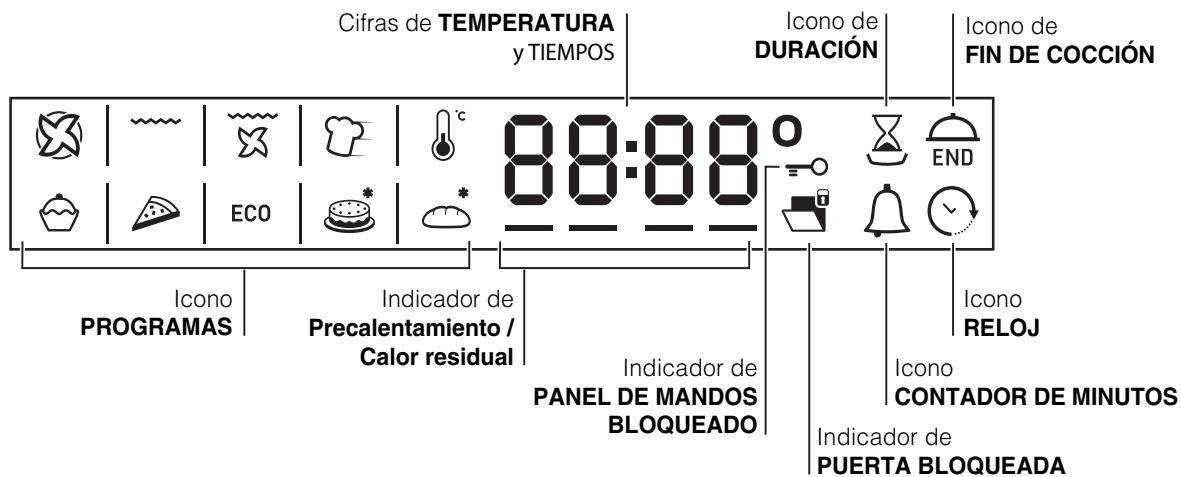 Cifras de TEMPERATURA
y TIEMPOS
Icono de
DURACIÓN
Icono de
FIN DE COCCIÓN
°C
88:88
o
END
ECO
Icono
PROGRAMAS
Indicador de
Precalentamiento /
Calor residual
Indicador de
PANEL DE MANDOS
BLOQUEADO
Indicador de
PUERTA BLOQUEADA
Icono
CONTADOR DE MINUTOS
Icono
RELOJ